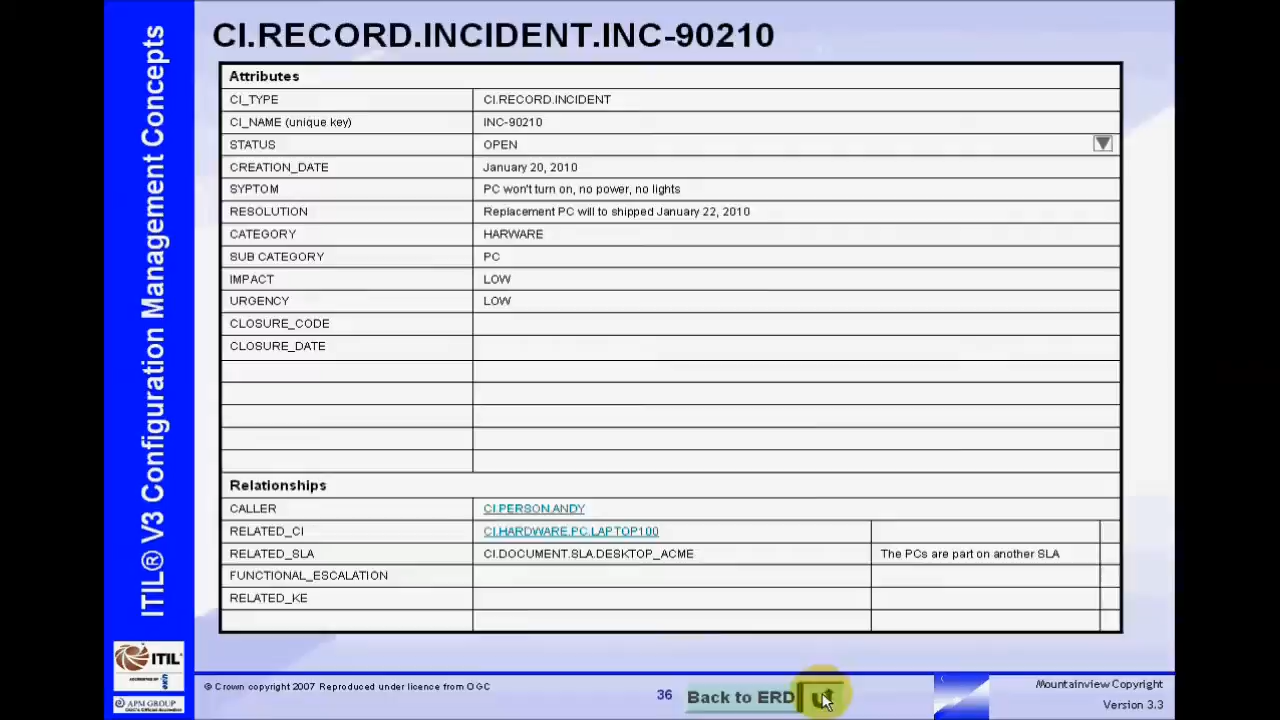 CI.RECORD.INCIDENT.INC-90210
ITIL® V3 Configuration Management Concepts
Attributes
CI_TYPE CI.RECORD.INCIDENT
CI_NAME (unique key) INC-90210
STATUS OPEN
CREATION_DATE January 20, 2010
SYPTOM PC won't turn on, no power, no lights
RESOLUTION Replacement PC will to shipped January 22, 2010
CATEGORY HARWARE
SUB CATEGORY PC
IMPACT LOW
URGENCY LOW
CLOSURE_CODE
CLOSURE_DATE
Relationships
CALLER CI.PERSON.ANDY
RELATED_CI CI.HARDWARE.PC.LAPTOP100
RELATED_SLA CI.DOCUMENT.SLA.DESKTOP_ACME The PCs are part on another SLA
FUNCTIONAL_ESCALATION
RELATED_KE
ITIL®
APM GROUP
© Crown copyright 2007 Reproduced under licence from OGC
36
Back to ERD
Mountainview Copyright
Version 3.3